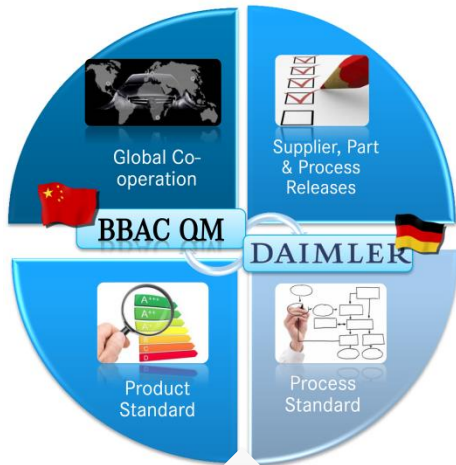 Global Co-
operation
Supplier, Part
& Process
Releases
BBAC QM
DAIMLER
A+++
A++
A+
A
B
C
D
Product
Standard
Process
Standard